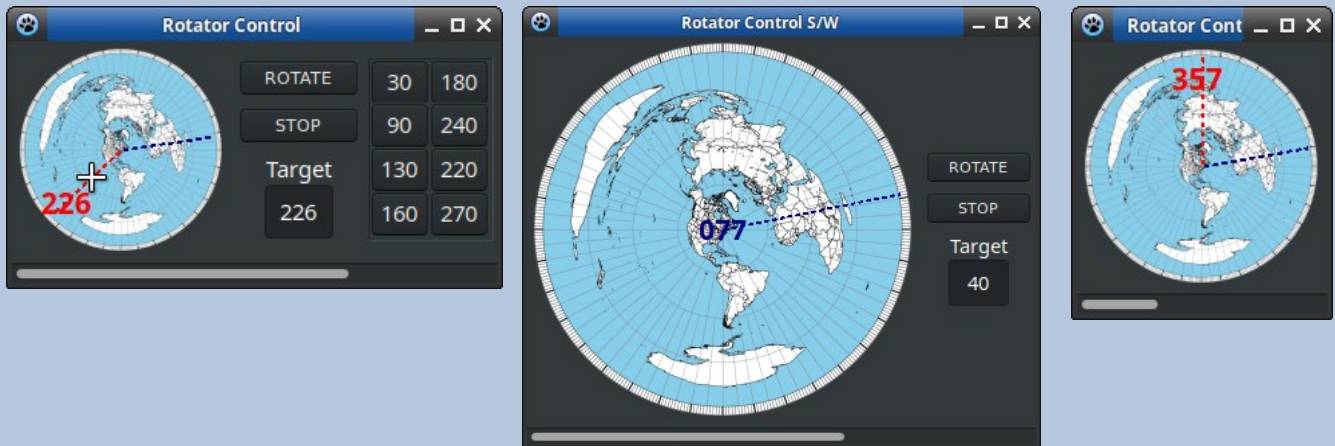 Rotator Control
ROTATE
STOP
Target
226
30 180
90 240
130 220
160 270
226
Rotator Control S/W
077
ROTATE
STOP
Target
40
Rotator Cont
357